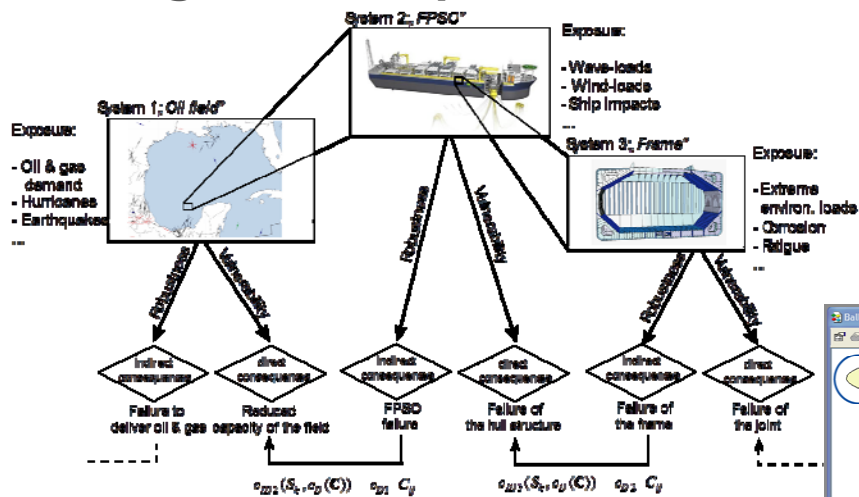 System 2: „FPSO"
Exposure:
- Wave-loads
- Wind-loads
- Ship impacts
...
System 1: „Oil field"
Exposure:
- Oil & gas
demand
- Hurricanes
- Earthquakes
...
System 3: „Frame"
Exposure:
- Extreme
environ. loads
- Corrosion
- Fatigue
...
Robustness
Vulnerability
Robustness
Vulnerability
Robustness
Vulnerability
Indirect
consequences
direct
consequences
Indirect
consequences
direct
consequences
Indirect
consequences
direct
consequences
Failure to
deliver oil & gas
Reduced
capacity of the field
FPSO
failure
Failure of
the hull structure
Failure of
the frame
Failure of
the joint